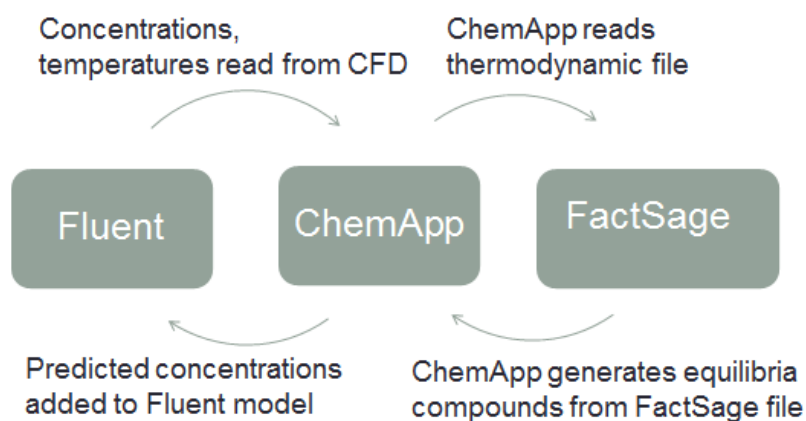 Concentrations,
temperatures read from CFD
ChemApp reads
thermodynamic file
Fluent
ChemApp
FactSage
Predicted concentrations
added to Fluent model
ChemApp generates equilibria
compounds from FactSage file